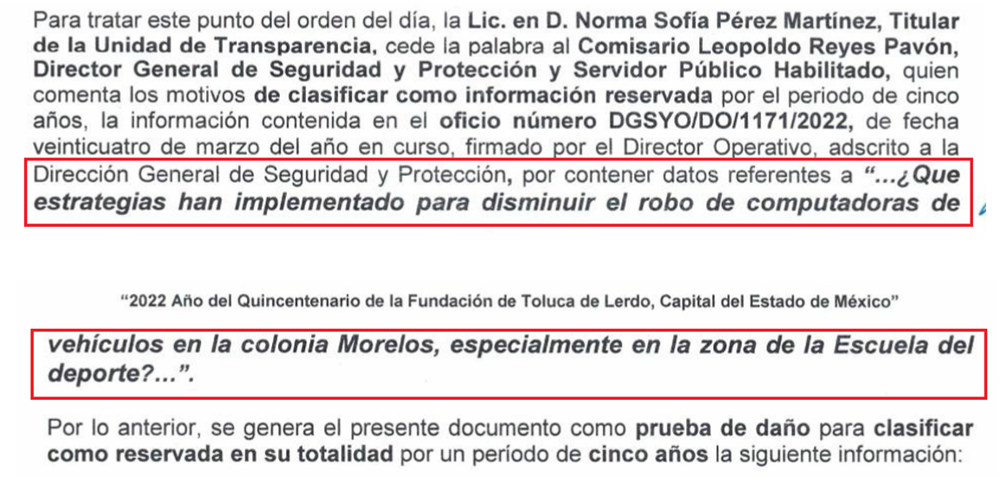 Para tratar este punto del orden del día, la Lic. en D. Norma Sofía Pérez Martínez, Titular
de la Unidad de Transparencia, cede la palabra al Comisario Leopoldo Reyes Pavón,
Director General de Seguridad y Protección y Servidor Público Habilitado, quien
comenta los motivos de clasificar como información reservada por el periodo de cinco
años, la información contenida en el oficio número DGSYO/DO/1171/2022, de fecha
veinticuatro de marzo del año en curso, firmado por el Director Operativo, adscrito a la
Dirección General de Seguridad y Protección, por contener datos referentes a “...¿Que
estrategias han implementado para disminuir el robo de computadoras de
“2022 Año del Quincentenario de la Fundación de Toluca de Lerdo, Capital del Estado de México”
vehículos en la colonia Morelos, especialmente en la zona de la Escuela del
deporte?...”.
Por lo anterior, se genera el presente documento como prueba de daño para clasificar
como reservada en su totalidad por un período de cinco años la siguiente información: